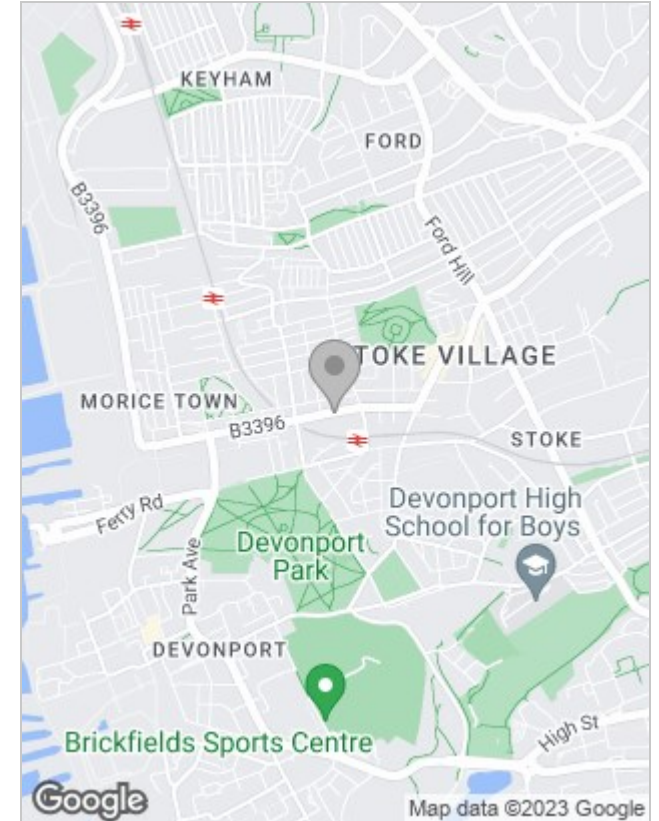 KEYHAM
FORD
B3396
Ford Hill
TOKE VILLAGE
MORICE TOWN
B3396
STOKE
Ferry Rd
Devonport High
School for Boys
Devonport
Park
Park Ave
DEVONPORT
High St
Brickfields Sports Centre
Google
Map data ©2023 Google